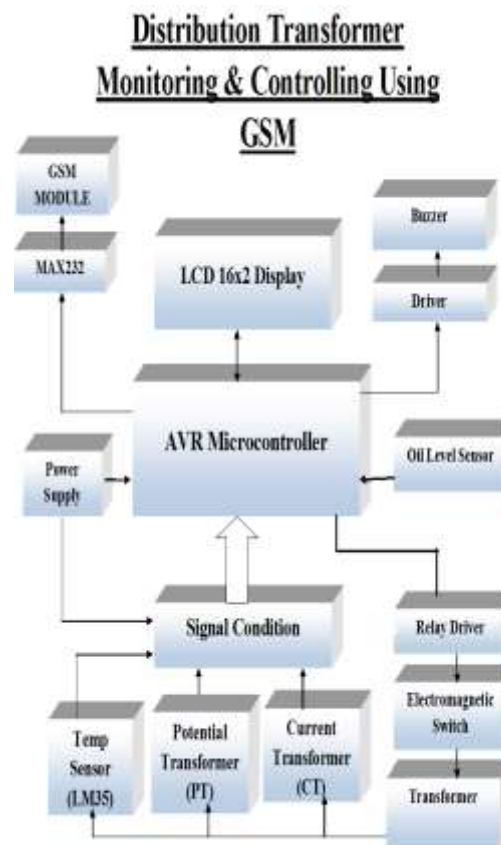 Distribution Transformer
Monitoring & Controlling Using
GSM
GSM
MODULE
MAX232
LCD 16x2 Display
Buzzer
Driver
AVR Microcontroller
Power
Supply
Oil Level Sensor
Signal Condition
Relay Driver
Electromagnetic
Switch
Temp
Sensor
(LM35)
Potential
Transformer
(PT)
Current
Transformer
(CT)
Transformer